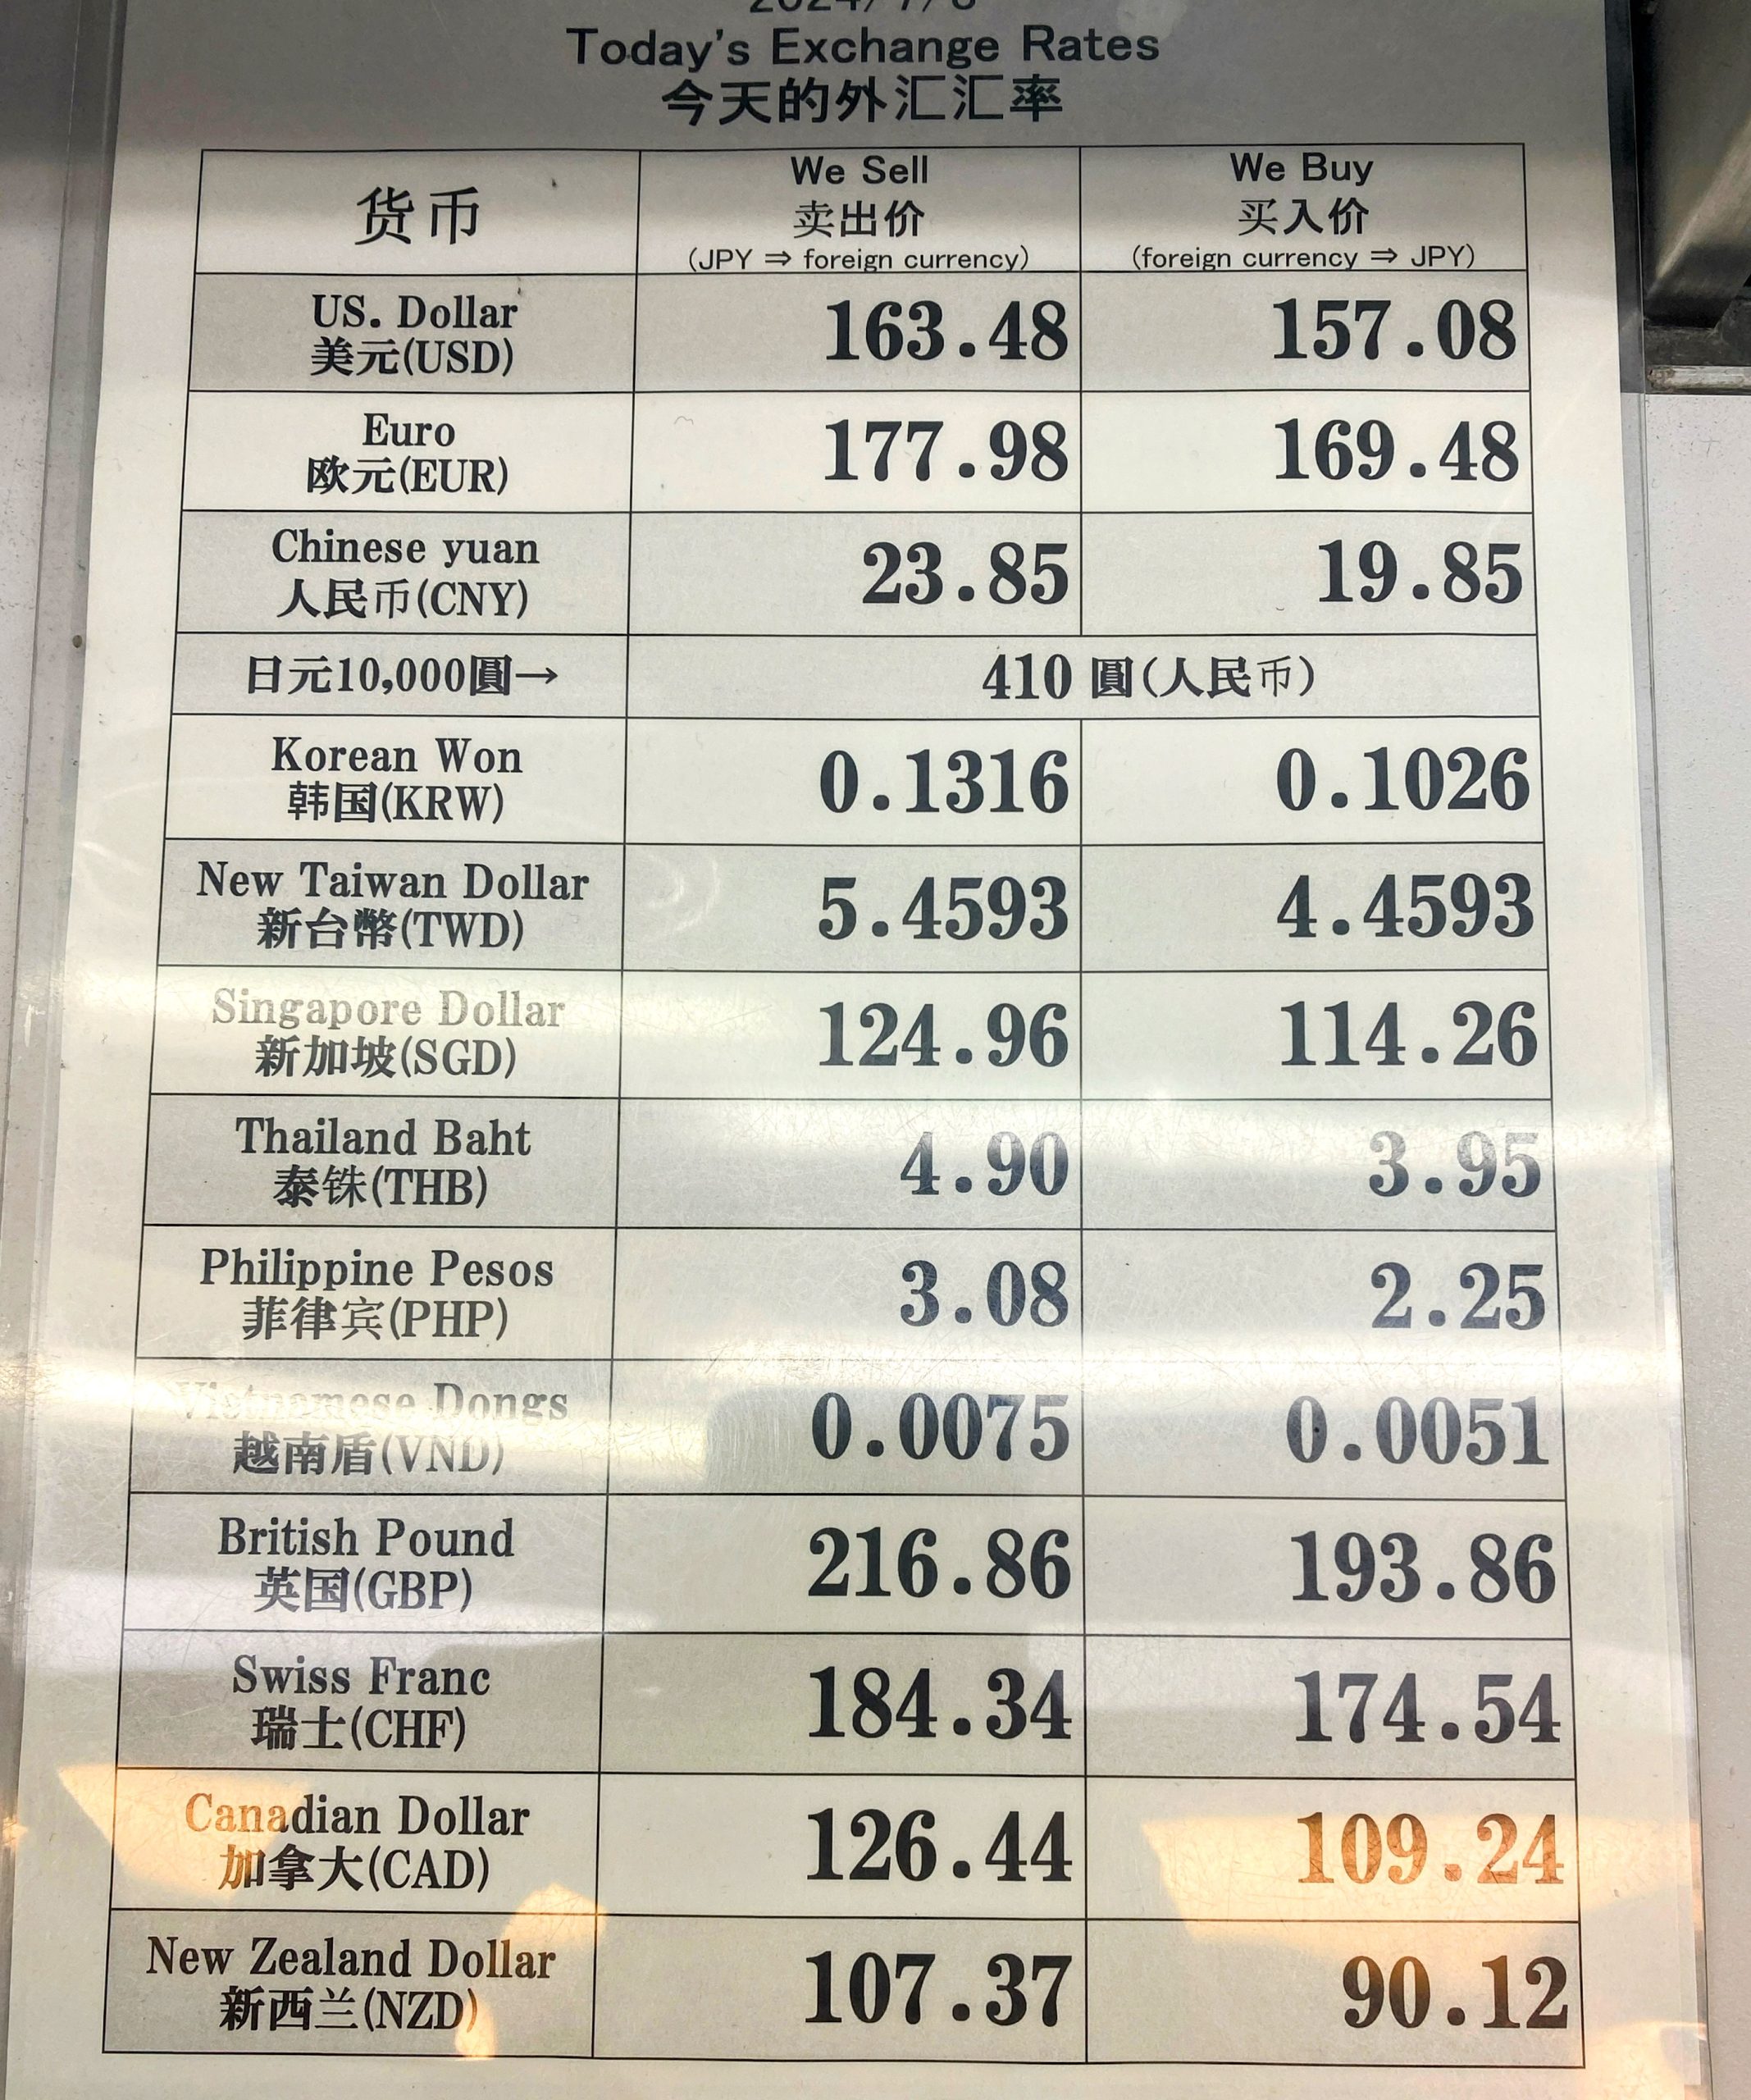 Today's Exchange Rates
今天的外汇汇率
货币
We Sell
卖出价
(JPY ⇒ foreign currency)
We Buy
买入价
(foreign currency ⇒ JPY)
US. Dollar
美元(USD)
163.48
157.08
Euro
欧元(EUR)
177.98
169.48
Chinese yuan
人民币(CNY)
23.85
19.85
日元10,000圓→
410 圓(人民币)
Korean Won
韩国(KRW)
0.1316
0.1026
New Taiwan Dollar
新台幣(TWD)
5.4593
4.4593
Singapore Dollar
新加坡(SGD)
124.96
114.26
Thailand Baht
泰铢(THB)
4.90
3.95
Philippine Pesos
菲律宾(PHP)
3.08
2.25
Vietnamese Dongs
越南盾(VND)
0.0075
0.0051
British Pound
英国(GBP)
216.86
193.86
Swiss Franc
瑞士(CHF)
184.34
174.54
Canadian Dollar
加拿大(CAD)
126.44
109.24
New Zealand Dollar
新西兰(NZD)
107.37
90.12